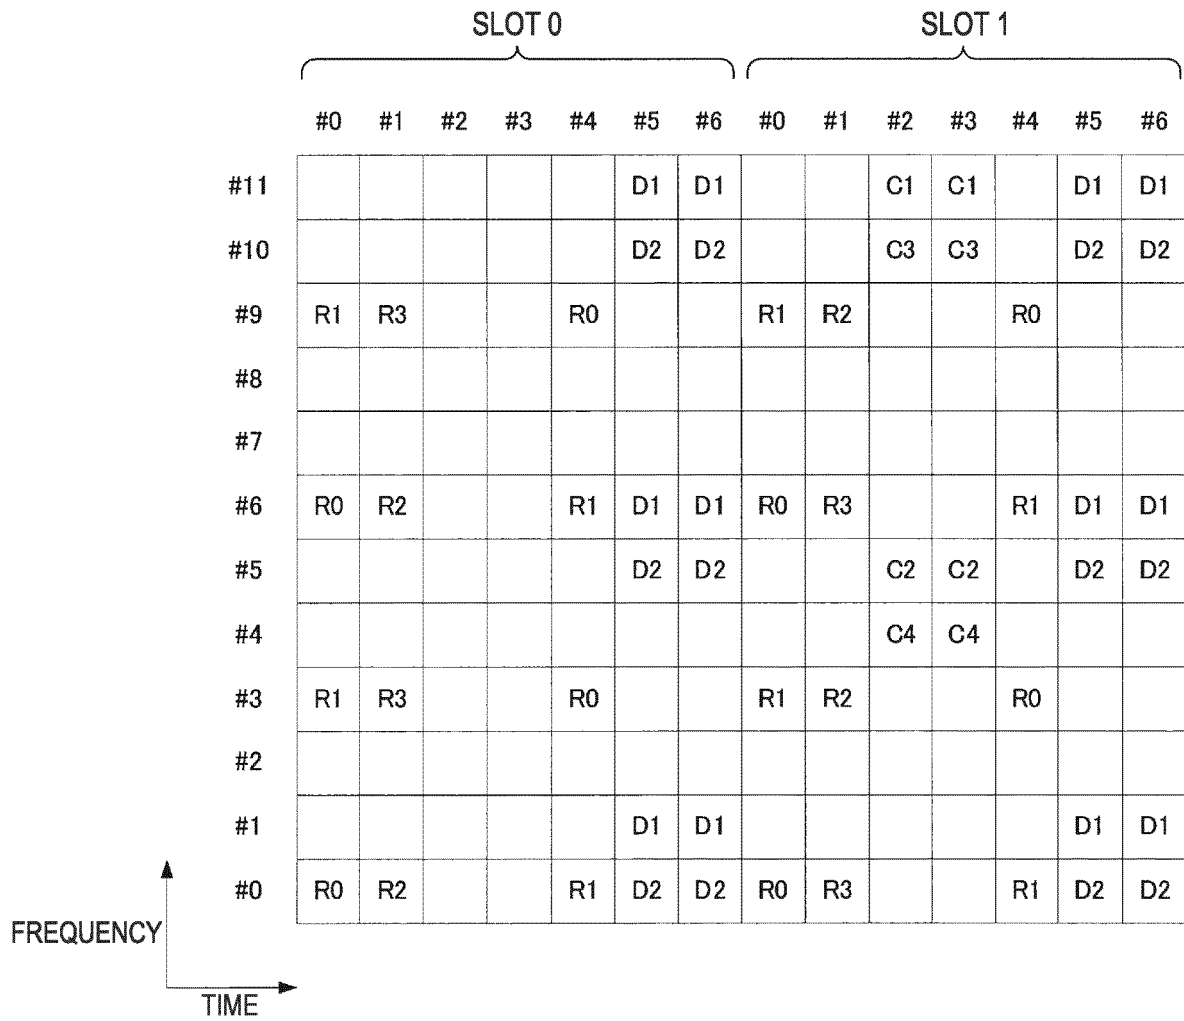 SLOT 0 SLOT 1
#0 #1 #2 #3 #4 #5 #6 #0 #1 #2 #3 #4 #5 #6
#11 D1 D1 C1 C1 D1 D1
#10 D2 D2 C3 C3 D2 D2
#9 R1 R3 R0 R1 R2 R0
#8
#7
#6 R0 R2 R1 D1 D1 R0 R3 R1 D1 D1
#5 D2 D2 C2 C2 D2 D2
#4 C4 C4
#3 R1 R3 R0 R1 R2 R0
#2
#1 D1 D1 D1 D1
#0 R0 R2 R1 D2 D2 R0 R3 R1 D2 D2
FREQUENCY
TIME